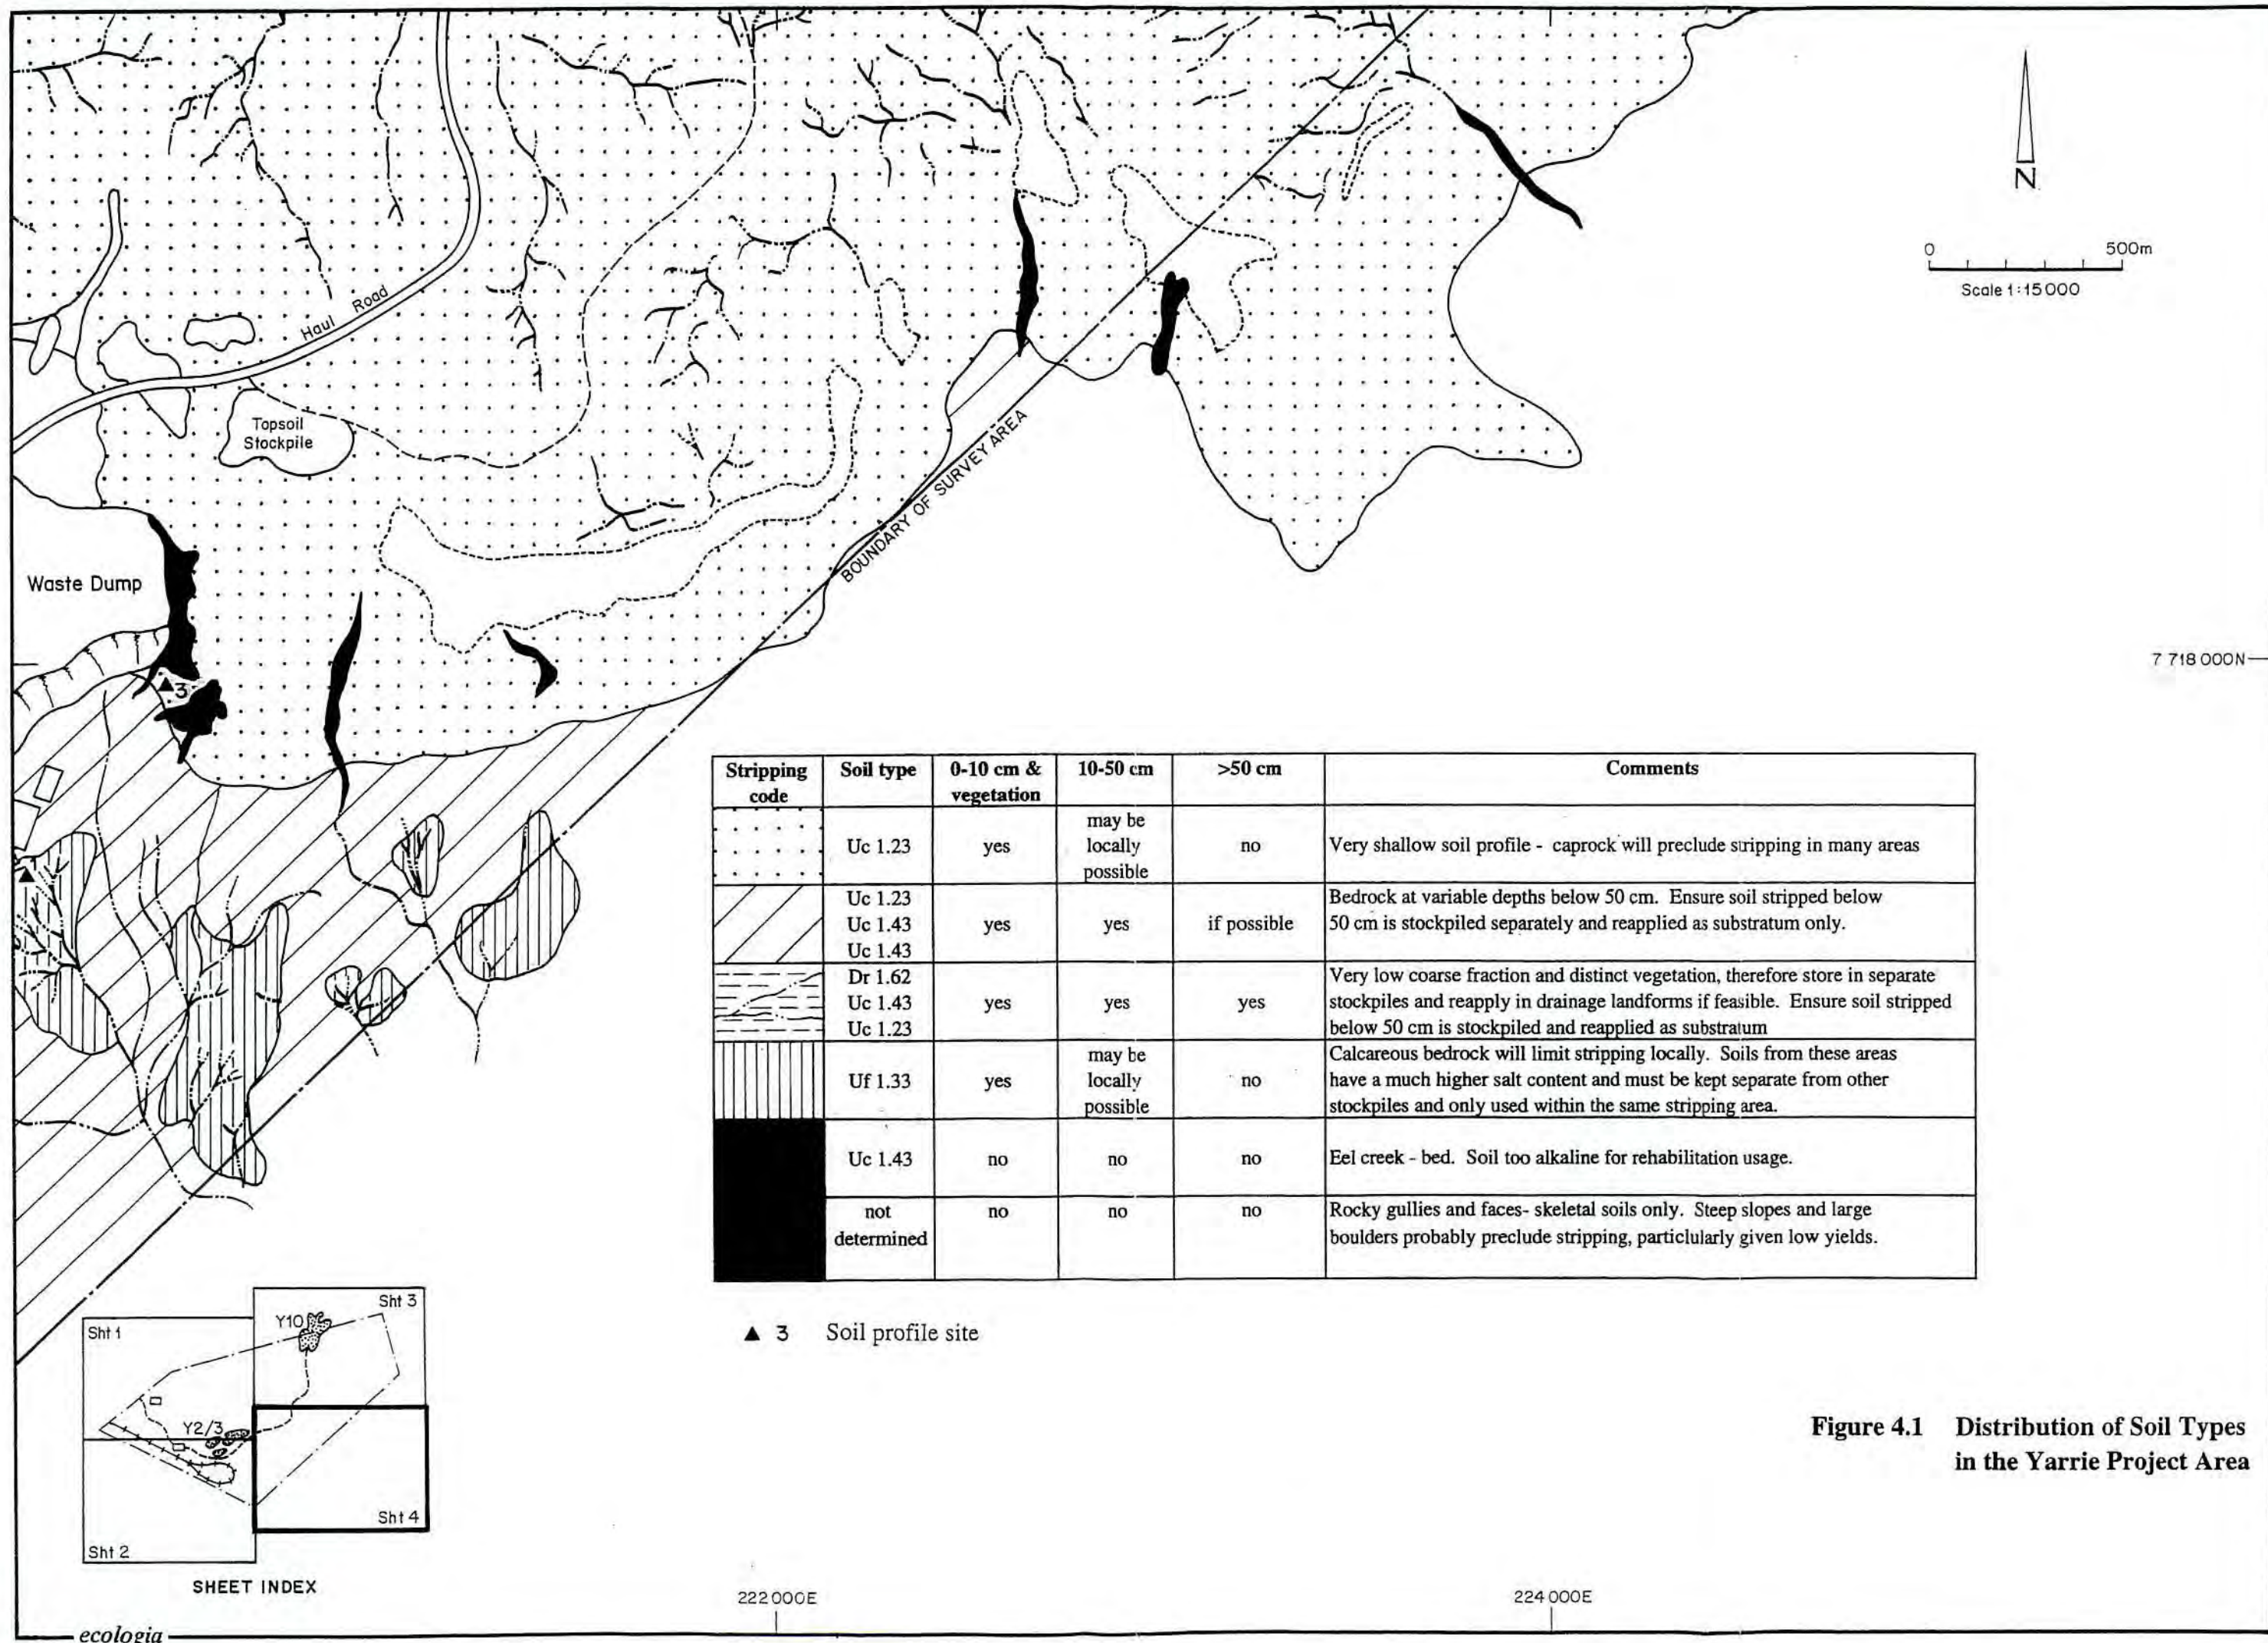 N
0 500m
Scale 1:15000
Haul Road
Topsoil
Stockpile
BOUNDARY OF SURVEY AREA
Waste Dump
3
7 718 000N
Stripping code | Soil type | 0-10 cm & vegetation | 10-50 cm | >50 cm | Comments
Uc 1.23 | yes | may be locally possible | no | Very shallow soil profile - caprock will preclude stripping in many areas
Uc 1.23
Uc 1.43
Uc 1.43
yes | yes | if possible
Bedrock at variable depths below 50 cm. Ensure soil stripped below
50 cm is stockpiled separately and reapplied as substratum only.
Dr 1.62
Uc 1.43
Uc 1.23
yes | yes | yes
Very low coarse fraction and distinct vegetation, therefore store in separate
stockpiles and reapply in drainage landforms if feasible. Ensure soil stripped
below 50 cm is stockpiled and reapplied as substratum
Uf 1.33 | yes | may be locally possible | no
Calcareous bedrock will limit stripping locally. Soils from these areas
have a much higher salt content and must be kept separate from other
stockpiles and only used within the same stripping area.
Uc 1.43 | no | no | no | Eel creek - bed. Soil too alkaline for rehabilitation usage.
not determined | no | no | no
Rocky gullies and faces- skeletal soils only. Steep slopes and large
boulders probably preclude stripping, particlularly given low yields.
▲ 3 Soil profile site
Sht 1
Sht 3
Y10
Y2/3
Sht 4
Sht 2
SHEET INDEX
Figure 4.1 Distribution of Soil Types
in the Yarrie Project Area
222000E
224000E
ecologia